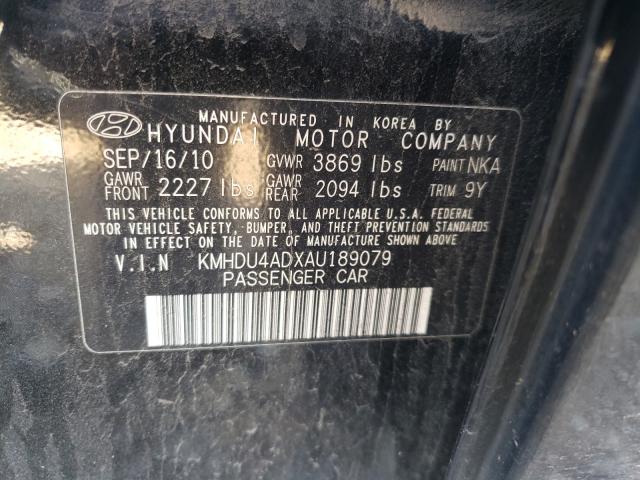 MANUFACTURED IN KOREA BY
HYUNDAI MOTOR COMPANY
SEP/16/10 GVWR 3869 lbs PAINT NKA
GAWR FRONT 2227 lbs GAWR REAR 2094 lbs TRIM 9Y
THIS VEHICLE CONFORMS TO ALL APPLICABLE U.S.A. FEDERAL
MOTOR VEHICLE SAFETY, BUMPER, AND THEFT PREVENTION
STANDARDS IN EFFECT ON THE DATE OF MANUFACTURE SHOWN ABOVE.
V.I.N KMHDU4ADXAU189079
PASSENGER CAR